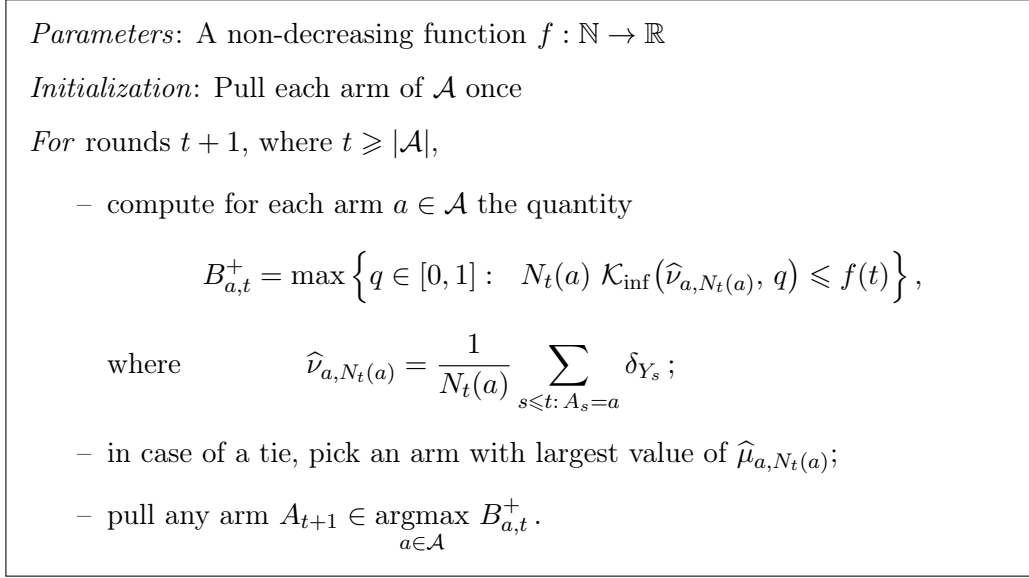 Parameters: A non-decreasing function f : ℕ → ℝ
Initialization: Pull each arm of 𝒜 once
For rounds t + 1, where t ⩾ |𝒜|,
– compute for each arm a ∈ 𝒜 the quantity
B⁺_{a,t} = max { q ∈ [0, 1] : N_t(a) 𝒦_inf(ν̂_{a,N_t(a)}, q) ⩽ f(t) } ,
where ν̂_{a,N_t(a)} = 1/N_t(a) ∑_{s⩽t: A_s=a} δ_{Y_s} ;
– in case of a tie, pick an arm with largest value of μ̂_{a,N_t(a)};
– pull any arm A_{t+1} ∈ argmax_{a∈𝒜} B⁺_{a,t} .